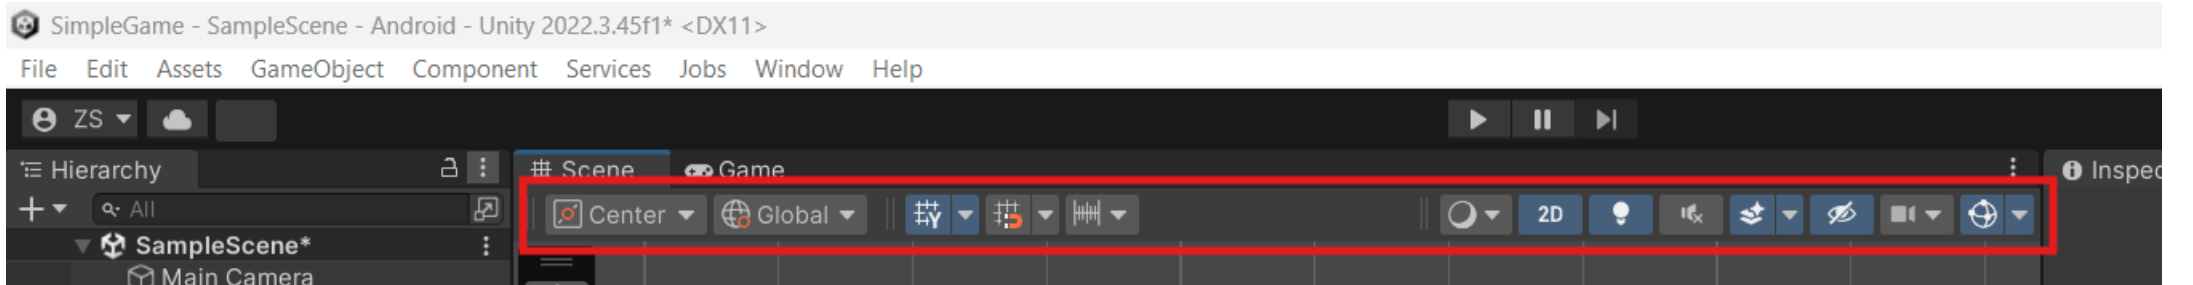 SimpleGame - SampleScene - Android - Unity 2022.3.45f1* <DX11>
File Edit Assets GameObject Component Services Jobs Window Help
ZS
Hierarchy
Scene
Game
Inspec
All
Center
Global
2D
SampleScene*
Main Camera